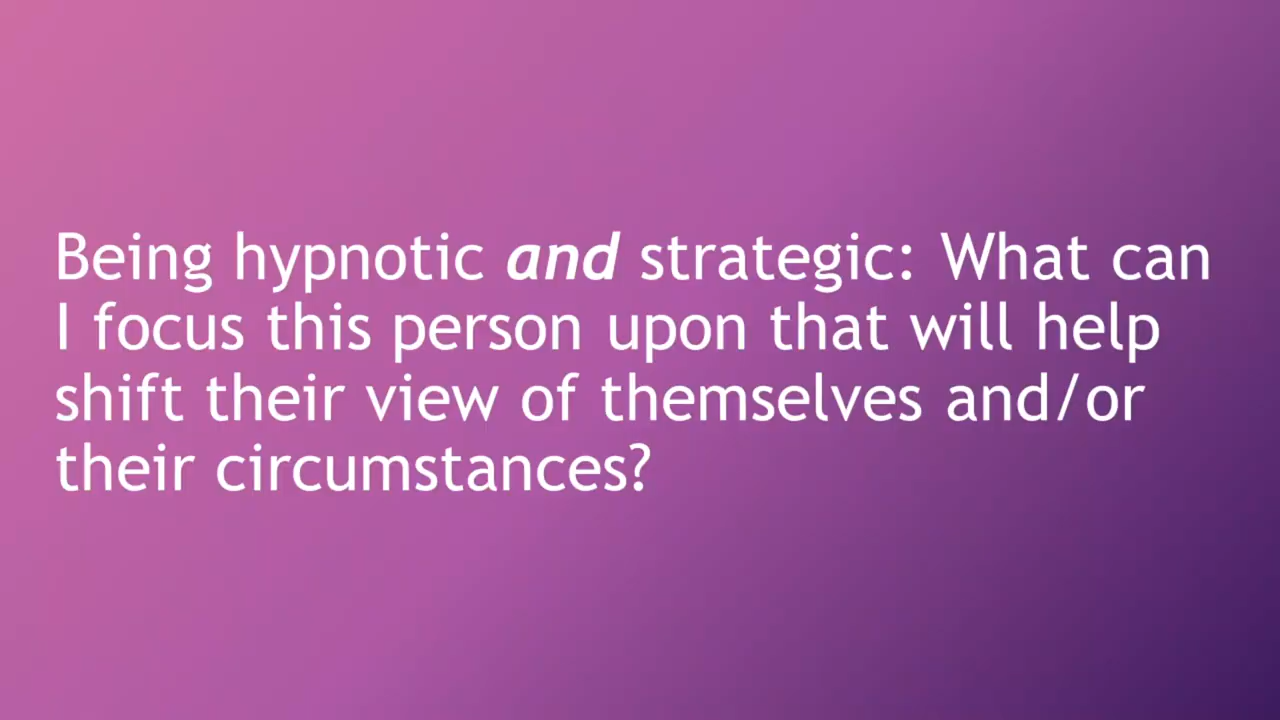 Being hypnotic and strategic: What can
I focus this person upon that will help
shift their view of themselves and/or
their circumstances?